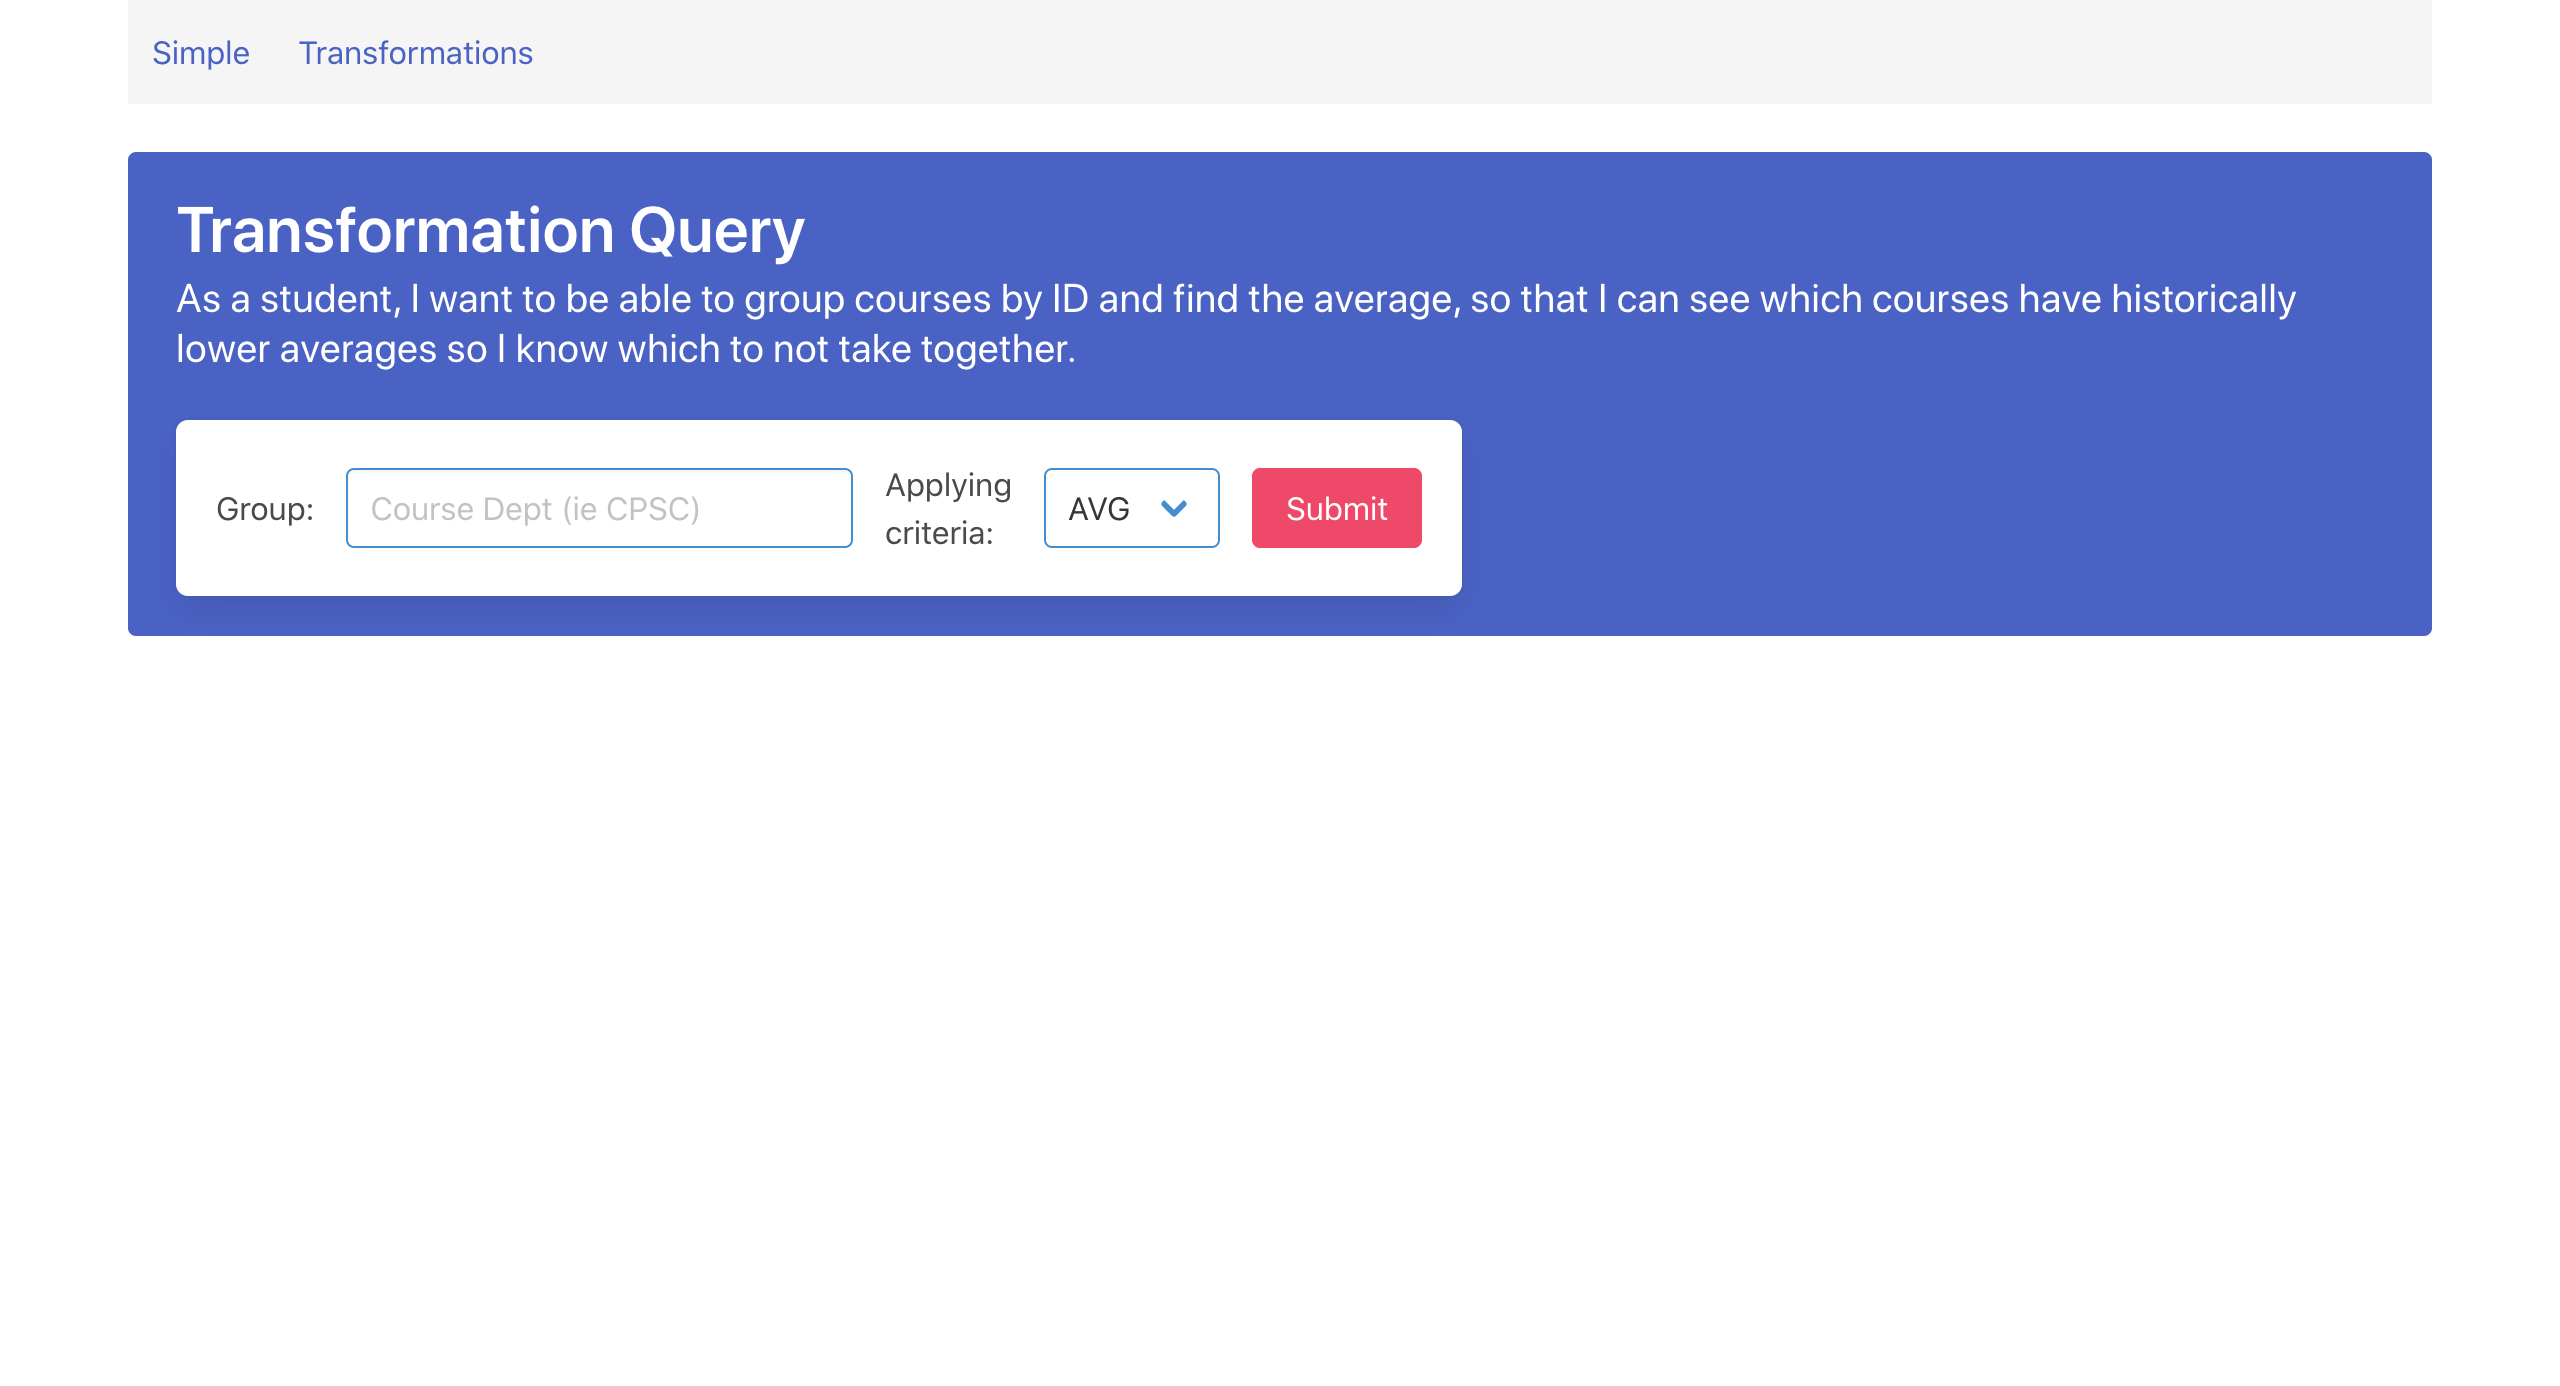 Simple Transformations
Transformation Query
As a student, I want to be able to group courses by ID and find the average, so that I can see which courses have historically
lower averages so I know which to not take together.
Group: Course Dept (ie CPSC) Applying criteria: AVG Submit